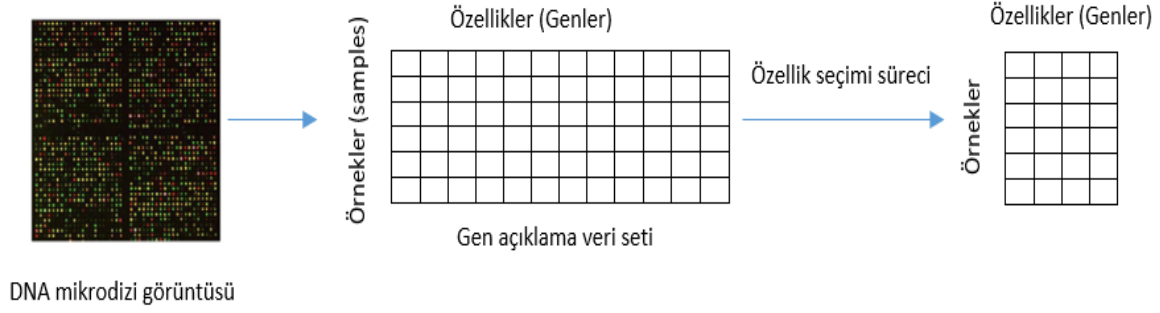 Özellikler (Genler)
Örnekler (samples)
Gen açıklama veri seti
DNA mikrodizi görüntüsü
Özellik seçimi süreci
Özellikler (Genler)
Örnekler